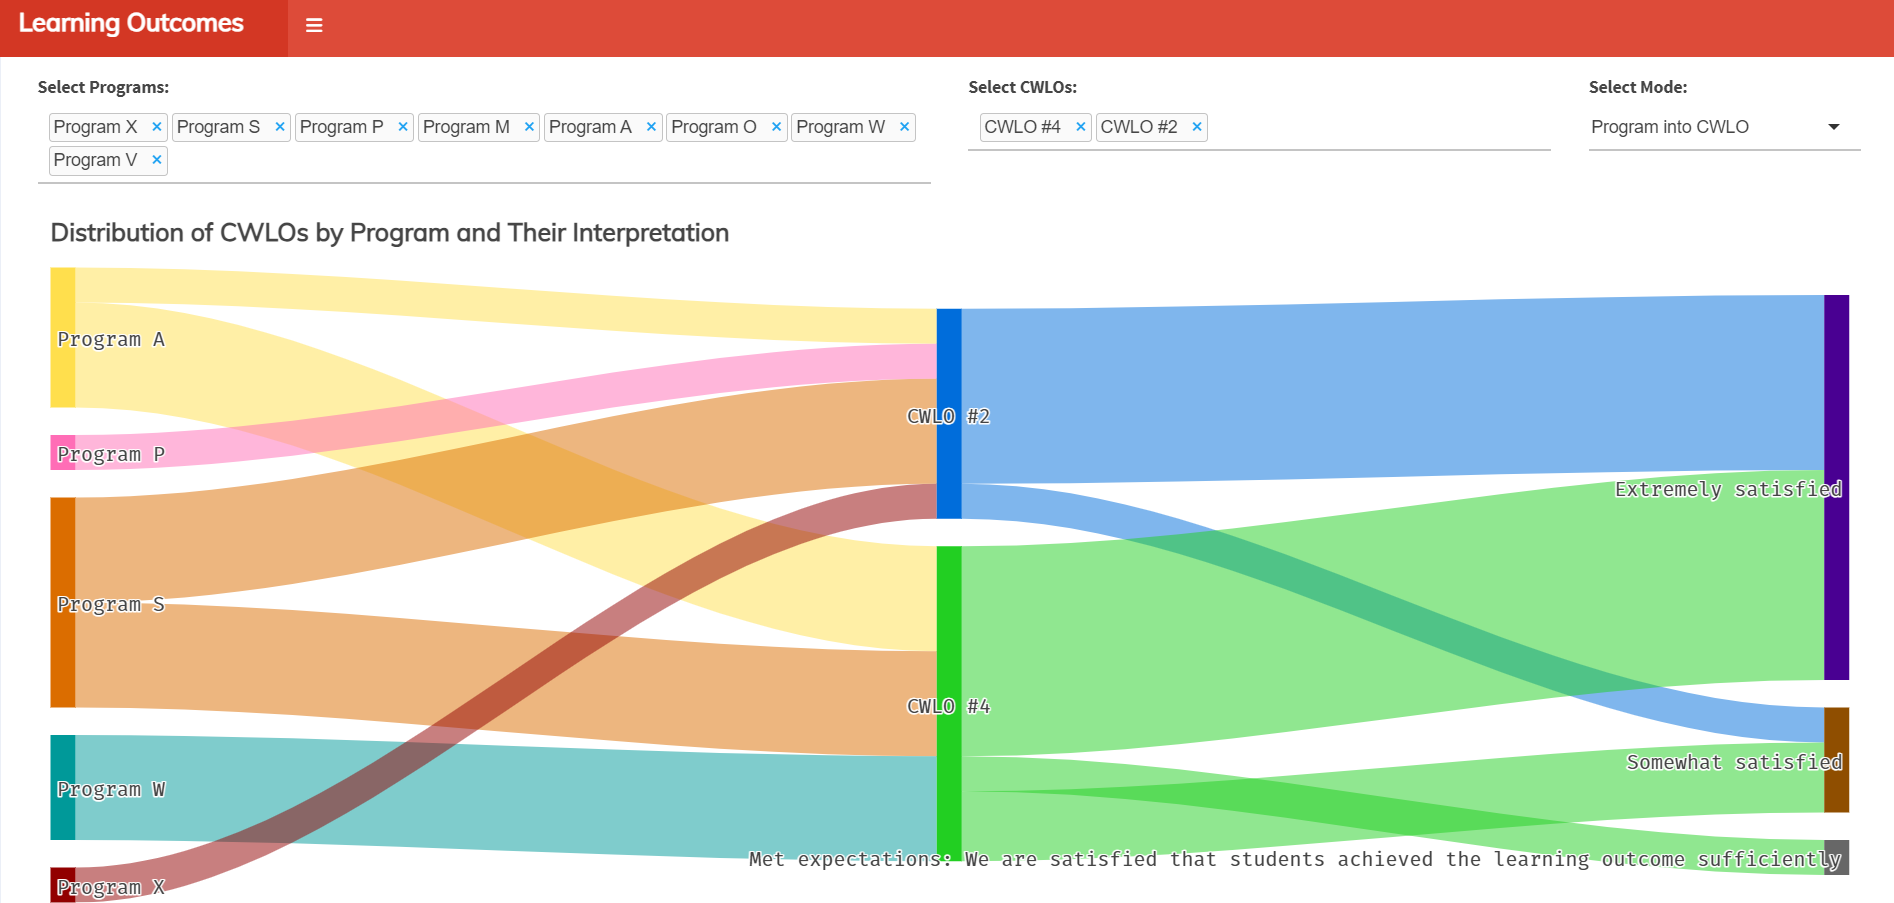 Learning Outcomes
Select Programs:
Select CWLOs:
Select Mode:
Program X × Program S × Program P × Program M × Program A × Program O × Program W ×
Program V ×
CWLO #4 × CWLO #2 ×
Program into CWLO
Distribution of CWLOs by Program and Their Interpretation
Program A
Program P
Program S
Program W
Program X
CWLO #2
CWLO #4
Extremely satisfied
Somewhat satisfied
Met expectations: We are satisfied that students achieved the learning outcome sufficiently